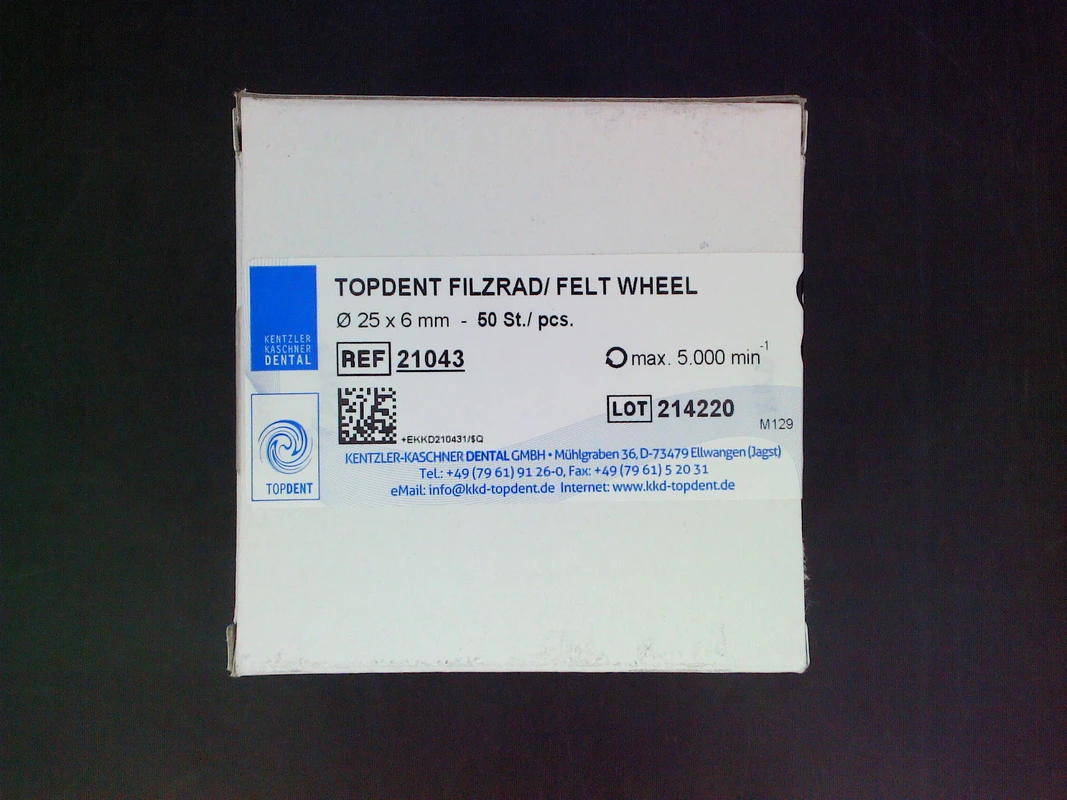 KENTZLER
KASCHNER
DENTAL
TOPDENT FILZRAD/ FELT WHEEL
Ø 25 x 6 mm - 50 St./ pcs.
REF 21043
max. 5.000 min-1
LOT 214220
M129
+EKKD210431/$Q
TOPDENT
KENTZLER-KASCHNER DENTAL GMBH • Mühlgraben 36, D-73479 Ellwangen (Jagst)
Tel.: +49 (79 61) 91 26-0, Fax: +49 (79 61) 5 20 31
eMail: info@kkd-topdent.de Internet: www.kkd-topdent.de